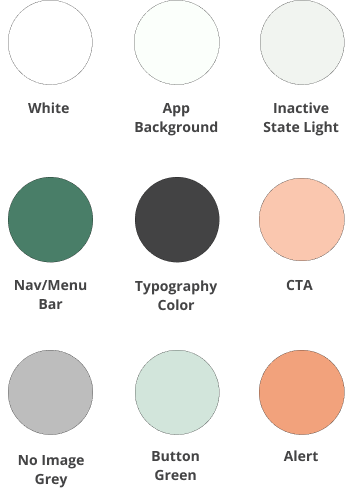 White
App
Background
Inactive
State Light
Nav/Menu
Bar
Typography
Color
CTA
No Image
Grey
Button
Green
Alert